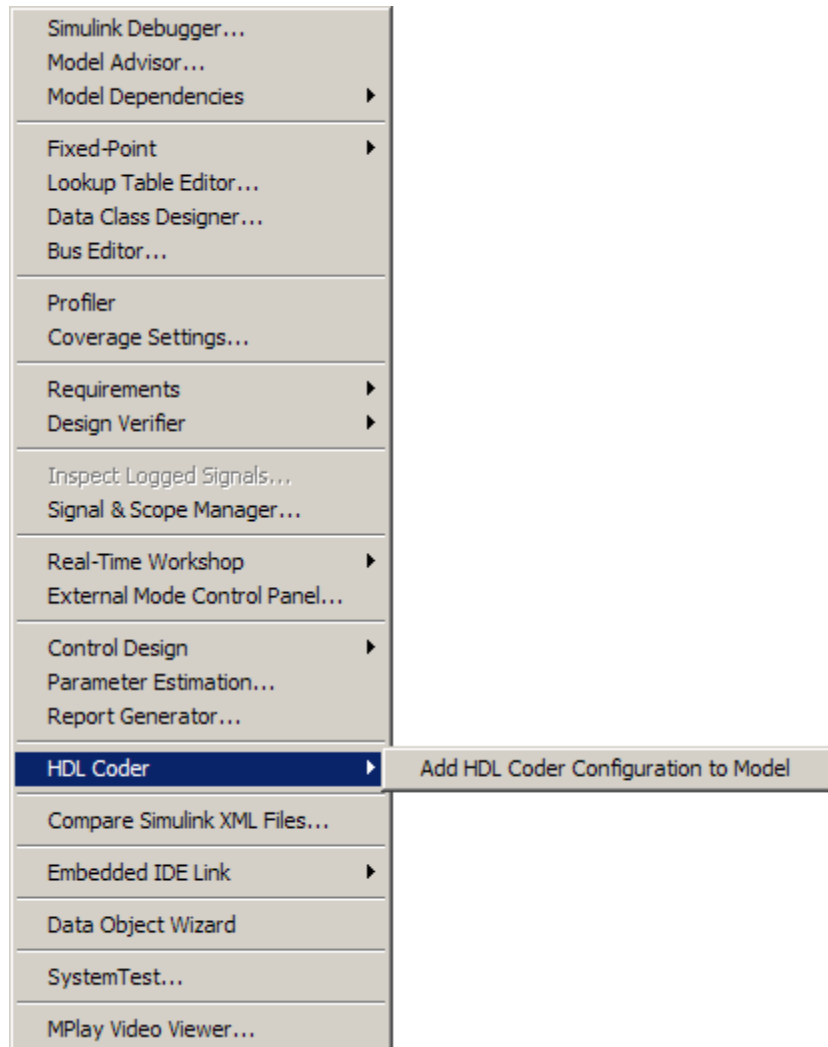 Simulink Debugger...
Model Advisor...
Model Dependencies
Fixed-Point
Lookup Table Editor...
Data Class Designer...
Bus Editor...
Profiler
Coverage Settings...
Requirements
Design Verifier
Inspect Logged Signals...
Signal & Scope Manager...
Real-Time Workshop
External Mode Control Panel...
Control Design
Parameter Estimation...
Report Generator...
HDL Coder
Add HDL Coder Configuration to Model
Compare Simulink XML Files...
Embedded IDE Link
Data Object Wizard
SystemTest...
MPlay Video Viewer...